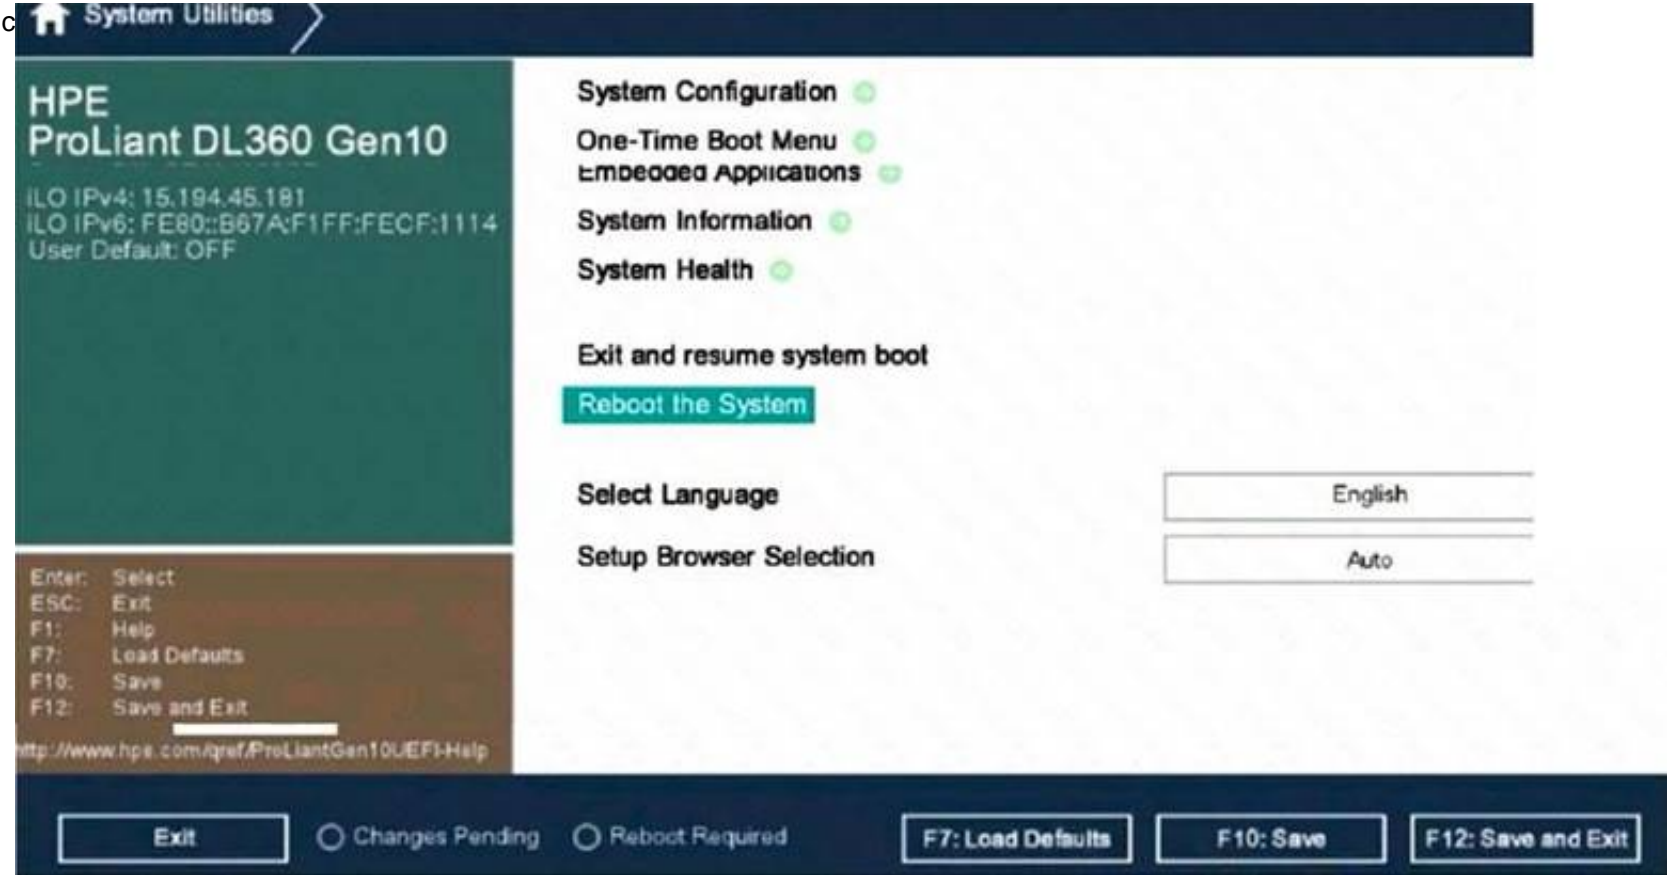 c
System Utilities
HPE
ProLiant DL360 Gen10
iLO IPv4: 15.194.45.181
iLO IPv6: FE80::B67A:F1FF:FECF:1114
User Default: OFF
Enter: Select
ESC: Exit
F1: Help
F7: Load Defaults
F10: Save
F12: Save and Exit
http://www.hpe.com/qref/ProLiantGen10UEFI-Help
System Configuration
One-Time Boot Menu
Embedded Applications
System Information
System Health
Exit and resume system boot
Reboot the System
Select Language English
Setup Browser Selection Auto
Exit Changes Pending Reboot Required F7: Load Defaults F10: Save F12: Save and Exit